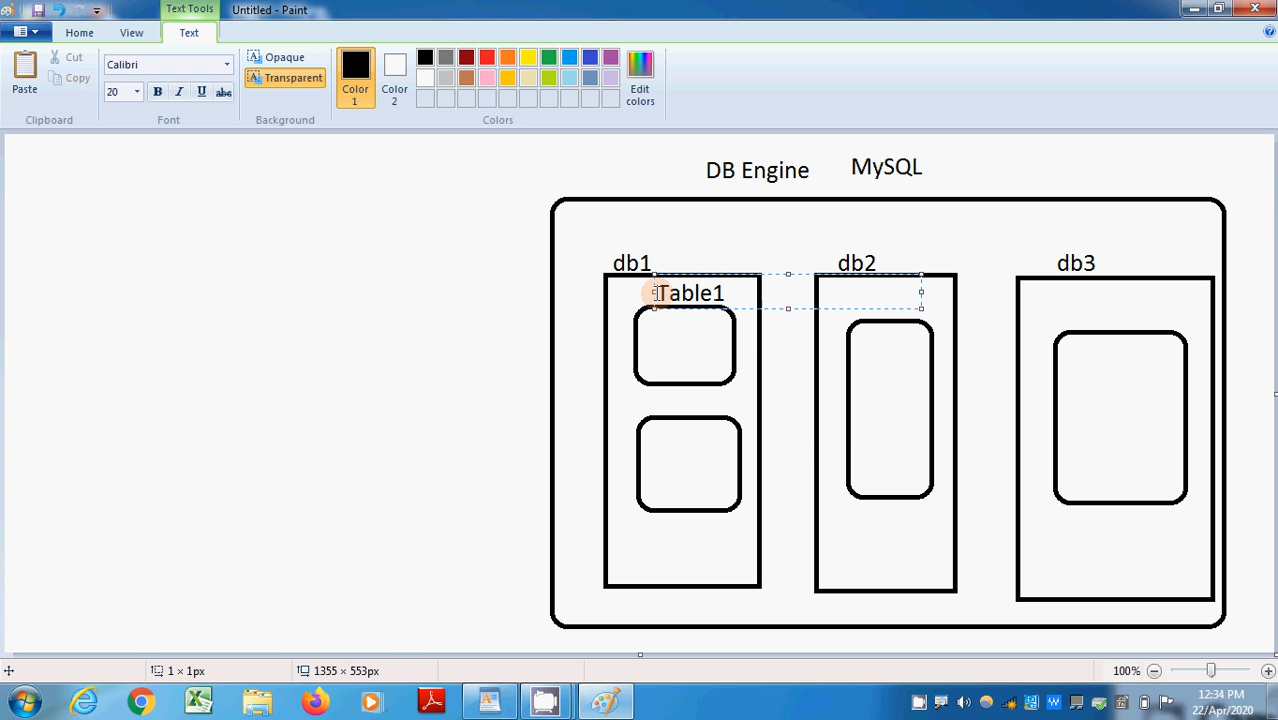 Text Tools
Untitled - Paint
Home
View
Text
Paste
Cut
Copy
Clipboard
Calibri
20
B I U abc
Font
Opaque
Transparent
Background
Color
1
Color
2
Edit
colors
Colors
DB Engine
MySQL
db1
db2
db3
Table1
1 × 1px
1355 × 553px
100%
12:34 PM
22/Apr/2020